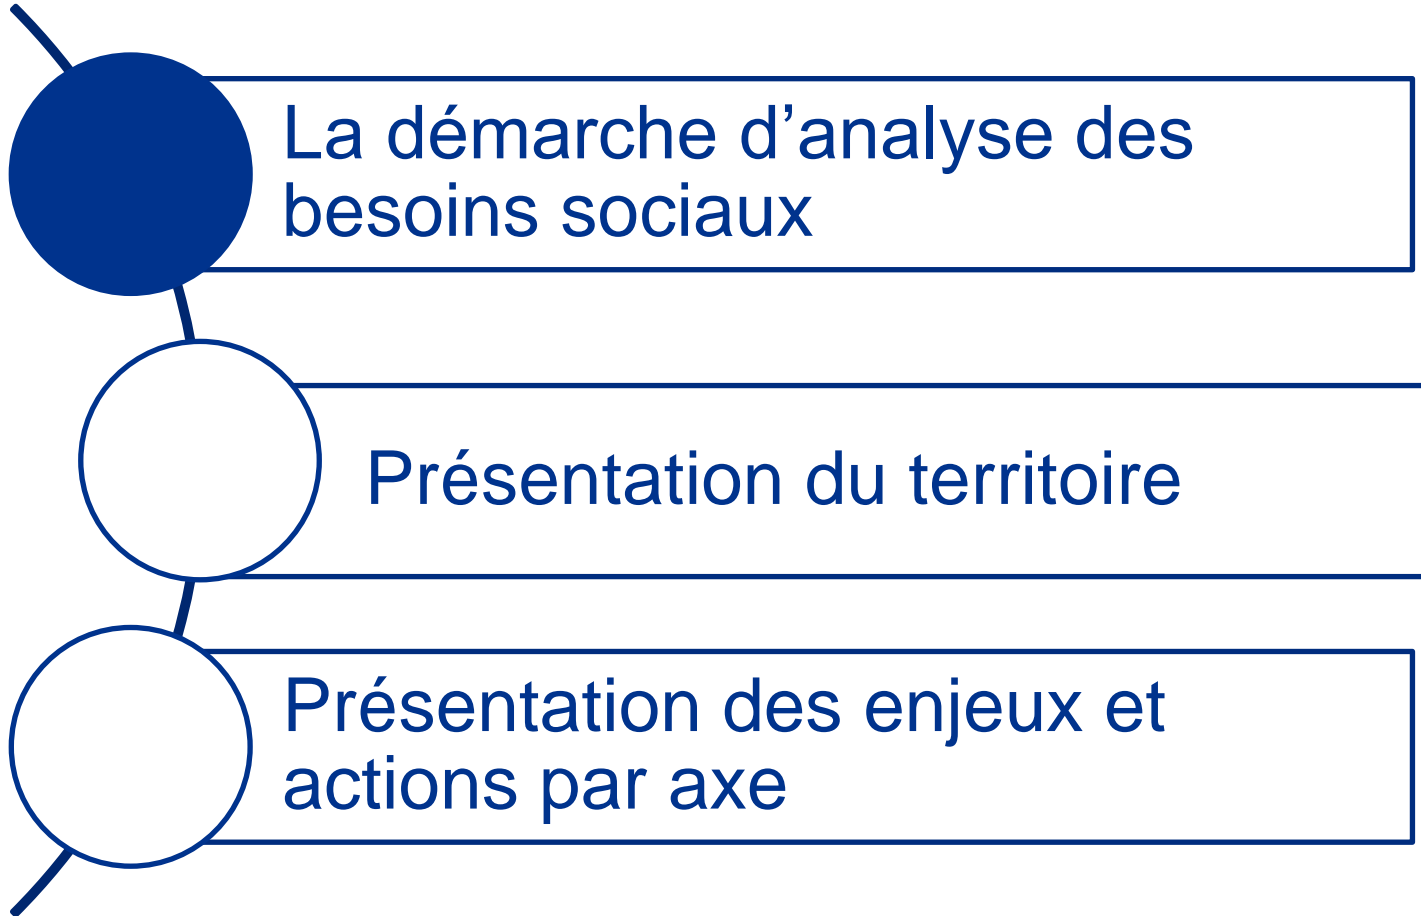 La démarche d’analyse des
besoins sociaux
Présentation du territoire
Présentation des enjeux et
actions par axe